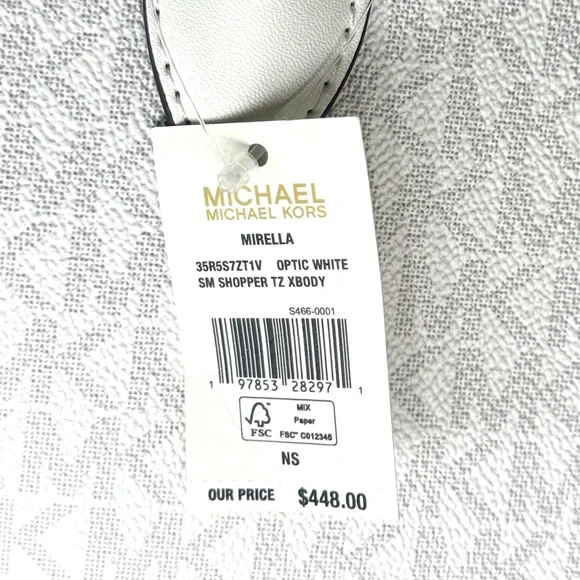 MICHAEL
MICHAEL KORS
MIRELLA
35R5S7ZT1V OPTIC WHITE
SM SHOPPER TZ XBODY
S466-0001
1 97853 28297 1
MIX
Paper
FSC FSC™ C012345
NS
OUR PRICE $448.00